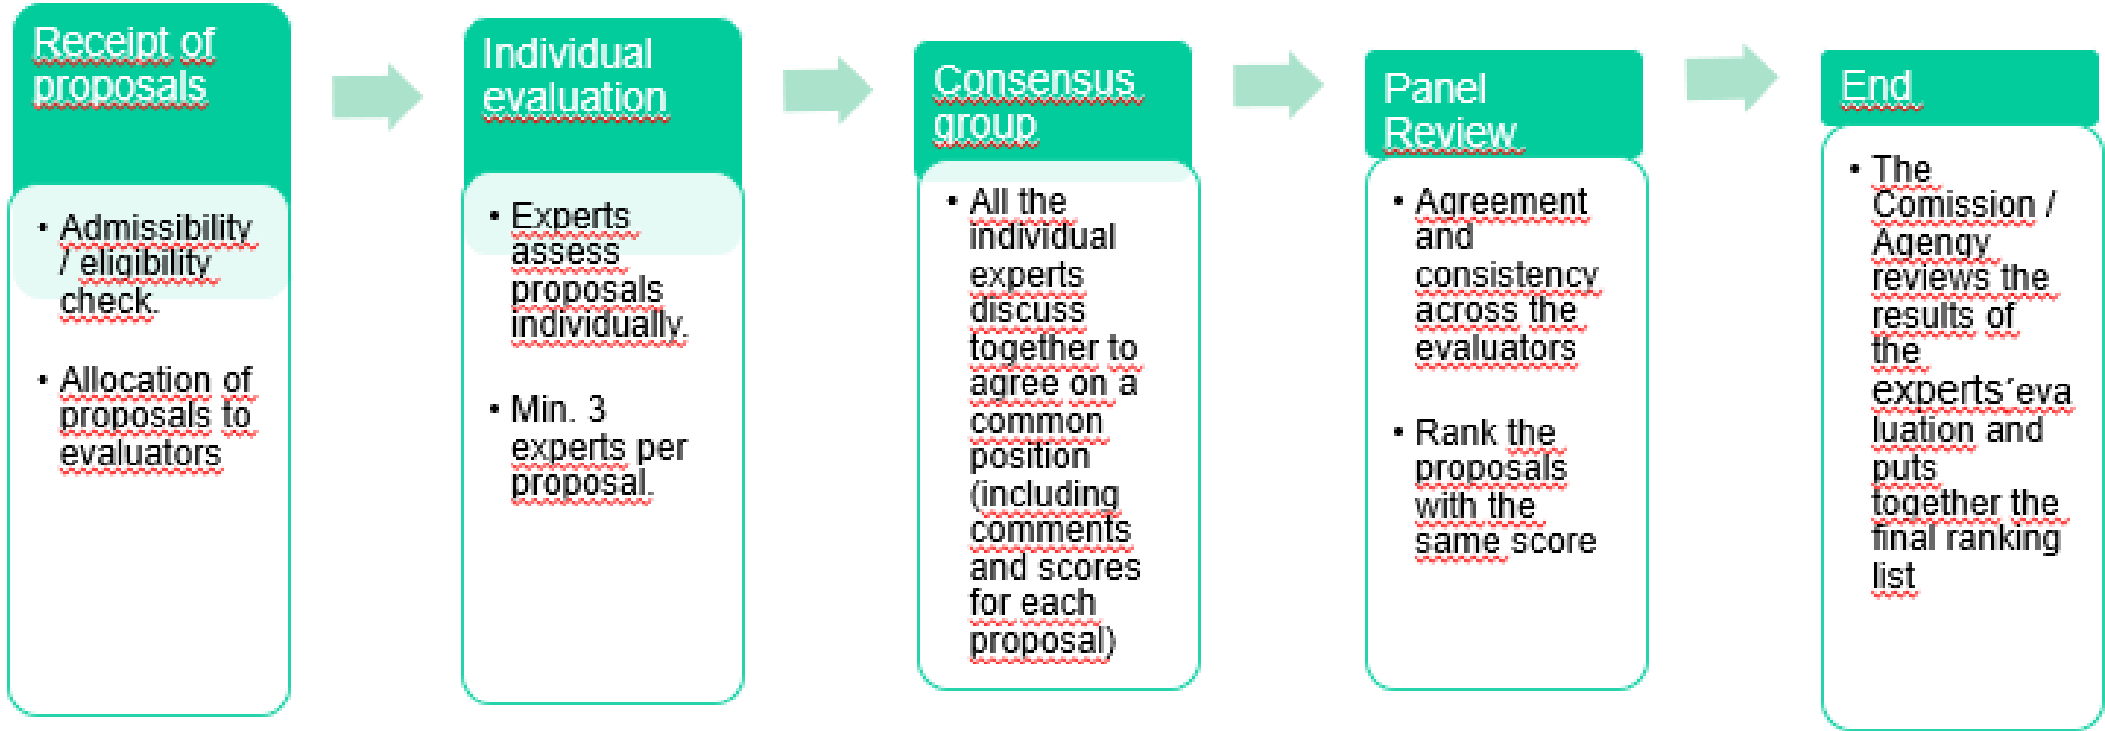 Receipt of
proposals
• Admissibility
/ eligibility
check.
• Allocation of
proposals to
evaluators
Individual
evaluation
• Experts
assess
proposals
individually.
• Min. 3
experts per
proposal.
Consensus
group
• All the
individual
experts
discuss
together to
agree on a
common
position
(including
comments
and scores
for each
proposal)
Panel
Review
• Agreement
and
consistency
across the
evaluators
• Rank the
proposals
with the
same score
End
• The
Comission /
Agengy
reviews the
results of
the
experts´eva
luation and
puts
together the
final ranking
list